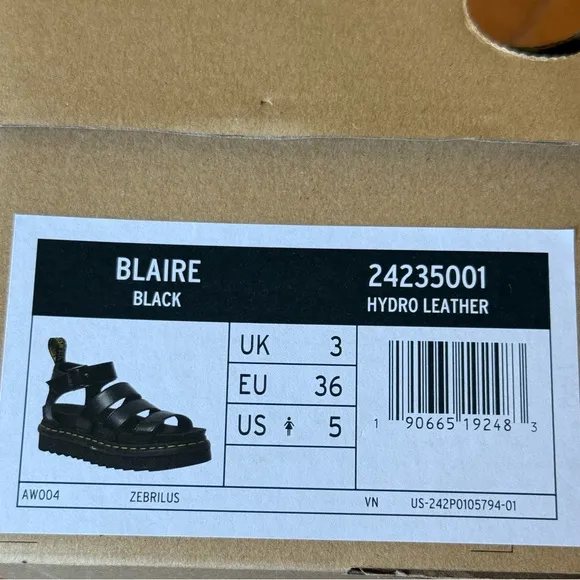 BLAIRE
BLACK
24235001
HYDRO LEATHER
UK 3
EU 36
US 5
1 90665 19248 3
AW004 ZEBRILUS VN US-242P0105794-01